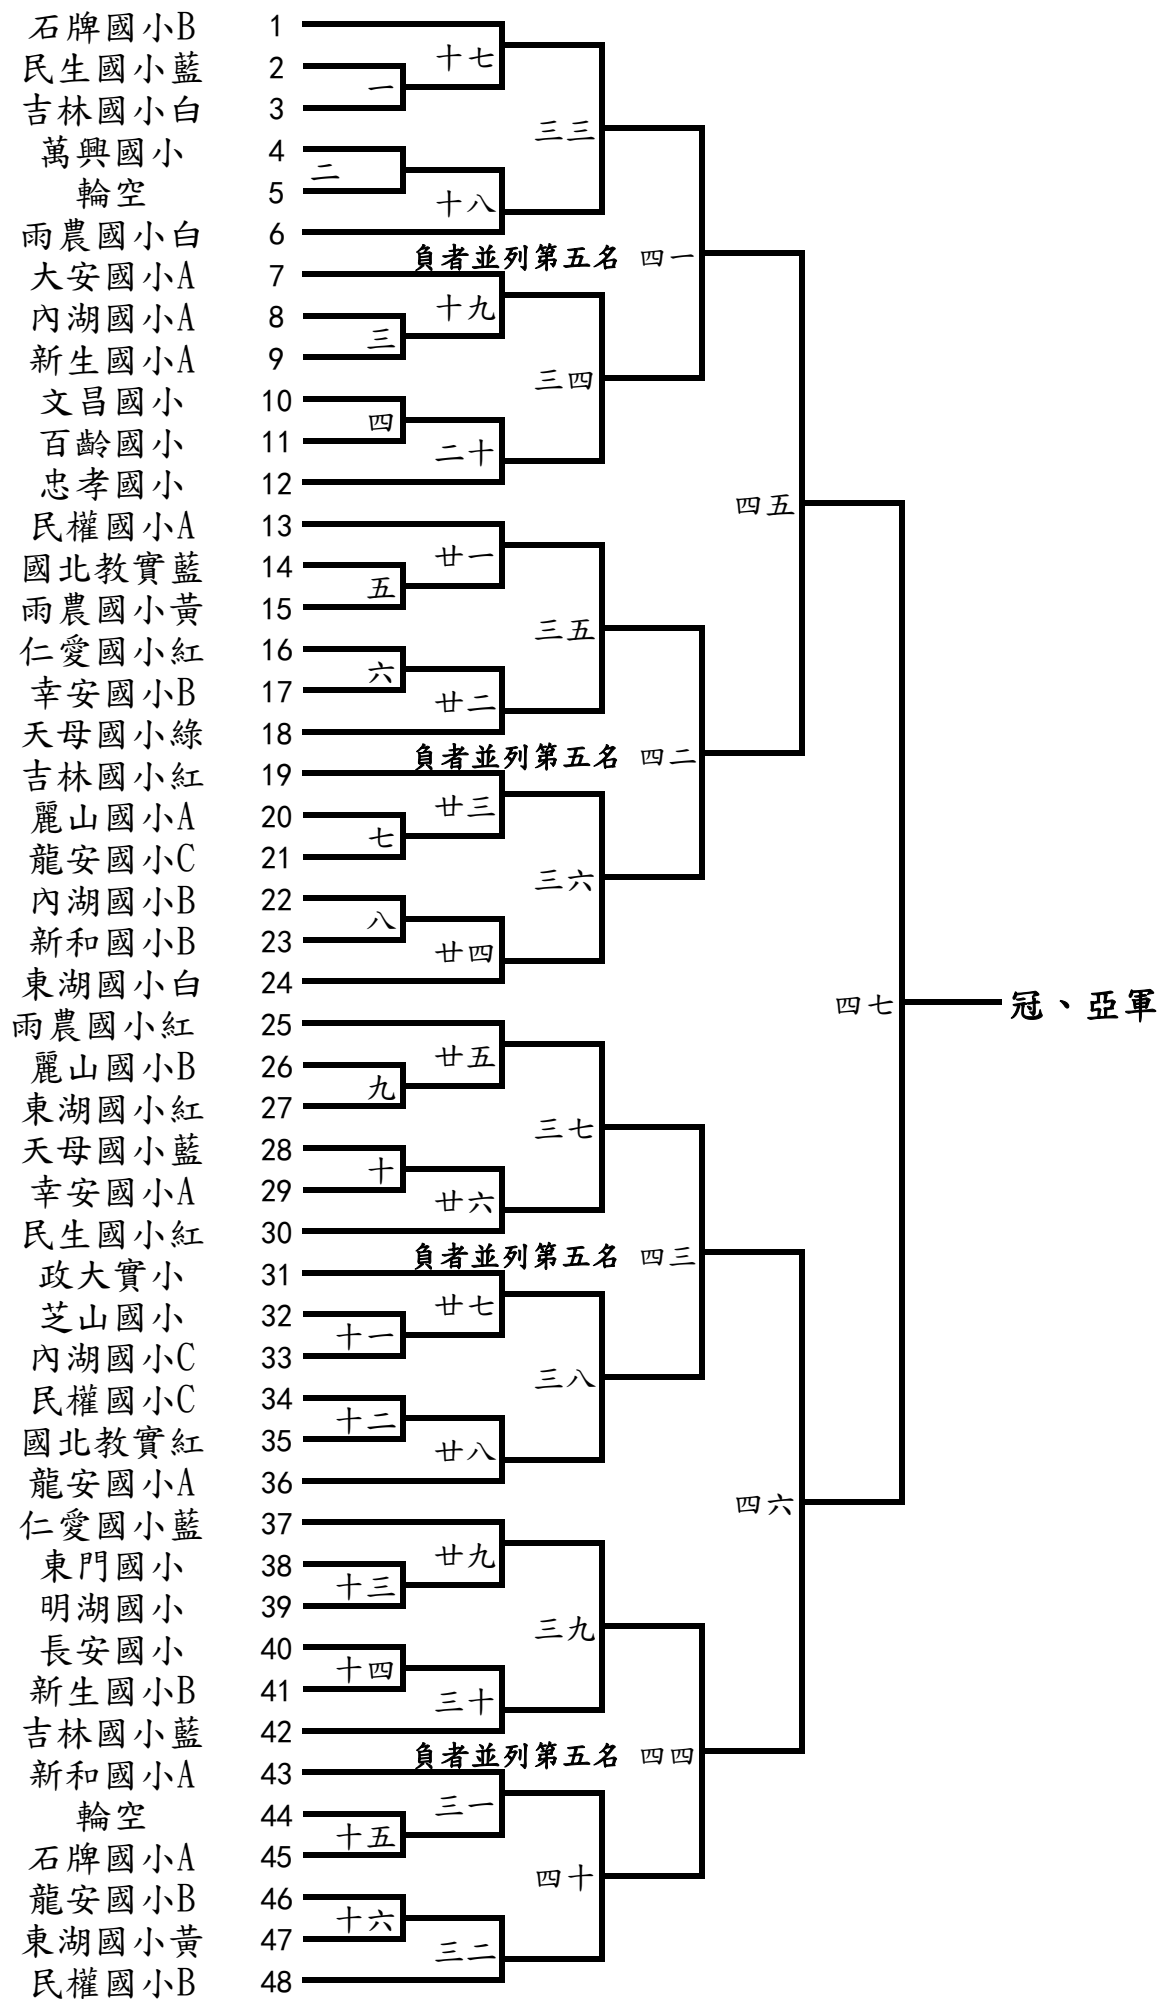 石牌國小B 1
十七
民生國小藍 2
一
吉林國小白 3
三三
萬興國小 4
二
輪空 5
十八
雨農國小白 6
負者並列第五名 四一
大安國小A 7
十九
內湖國小A 8
三
新生國小A 9
三四
文昌國小 10
四
百齡國小 11
二十
忠孝國小 12
四五
民權國小A 13
廿一
國北教實藍 14
五
雨農國小黃 15
三五
仁愛國小紅 16
六
幸安國小B 17
廿二
天母國小綠 18
負者並列第五名 四二
吉林國小紅 19
廿三
麗山國小A 20
七
龍安國小C 21
三六
內湖國小B 22
八
新和國小B 23
廿四
東湖國小白 24
四七 冠、亞軍
雨農國小紅 25
廿五
麗山國小B 26
九
東湖國小紅 27
三七
天母國小藍 28
十
幸安國小A 29
廿六
民生國小紅 30
負者並列第五名 四三
政大實小 31
廿七
芝山國小 32
十一
內湖國小C 33
三八
民權國小C 34
十二
國北教實紅 35
廿八
龍安國小A 36
四六
仁愛國小藍 37
廿九
東門國小 38
十三
明湖國小 39
三九
長安國小 40
十四
新生國小B 41
三十
吉林國小藍 42
負者並列第五名 四四
新和國小A 43
三一
輪空 44
十五
石牌國小A 45
四十
龍安國小B 46
十六
東湖國小黃 47
三二
民權國小B 48